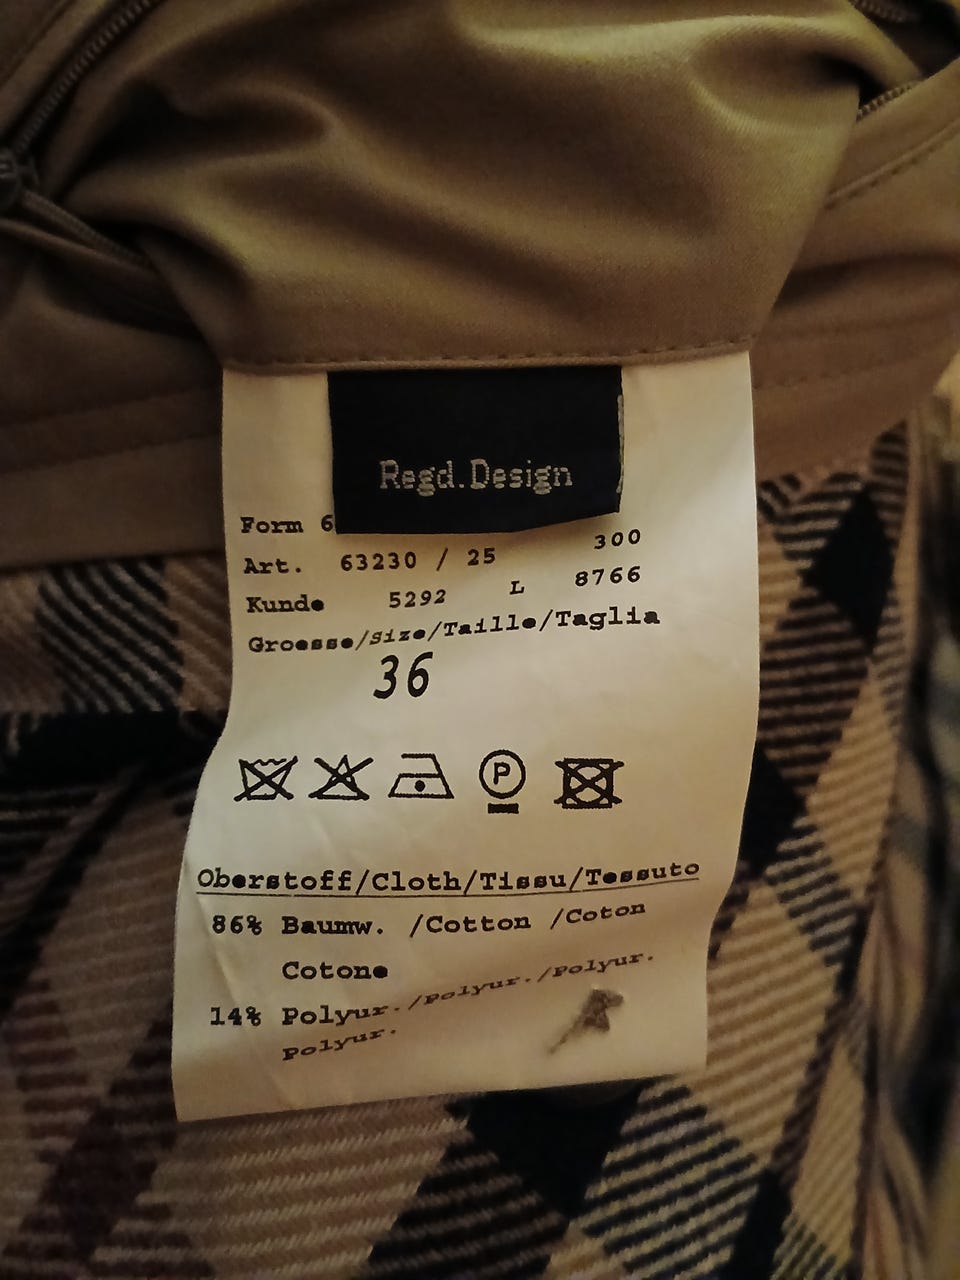 Regd.Design
Form 6
300
Art. 63230 / 25
Kunde 5292 L 8766
Groesse/Size/Taille/Taglia
36
P
Oberstoff/Cloth/Tissu/Tessuto
86% Baumw. /Cotton /Coton
Cotone
14% Polyur./Polyur./Polyur.
Polyur.